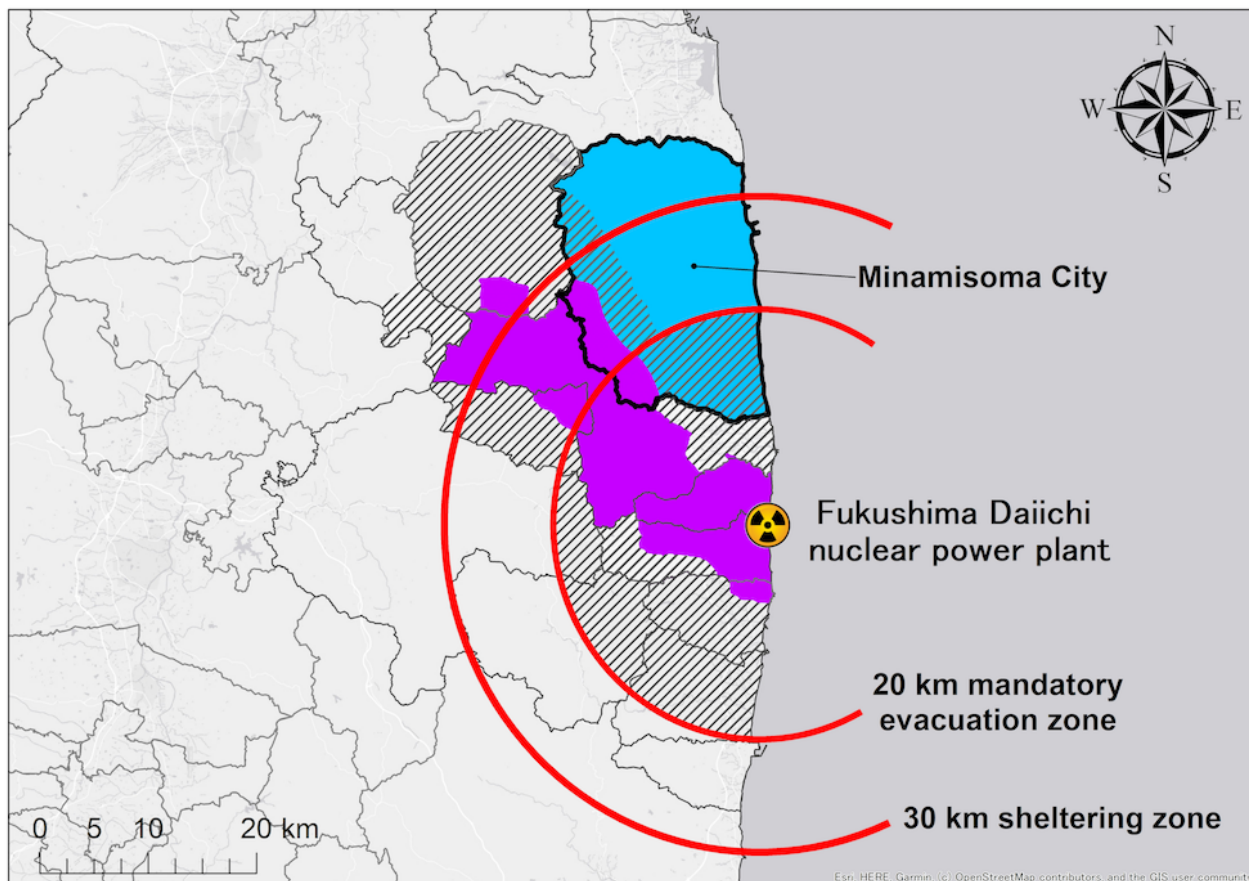 N
W E
S
Minamisoma City
Fukushima Daiichi
nuclear power plant
20 km mandatory
evacuation zone
30 km sheltering zone
0 5 10 20 km
Esri, HERE, Garmin, (c) OpenStreetMap contributors, and the GIS user community